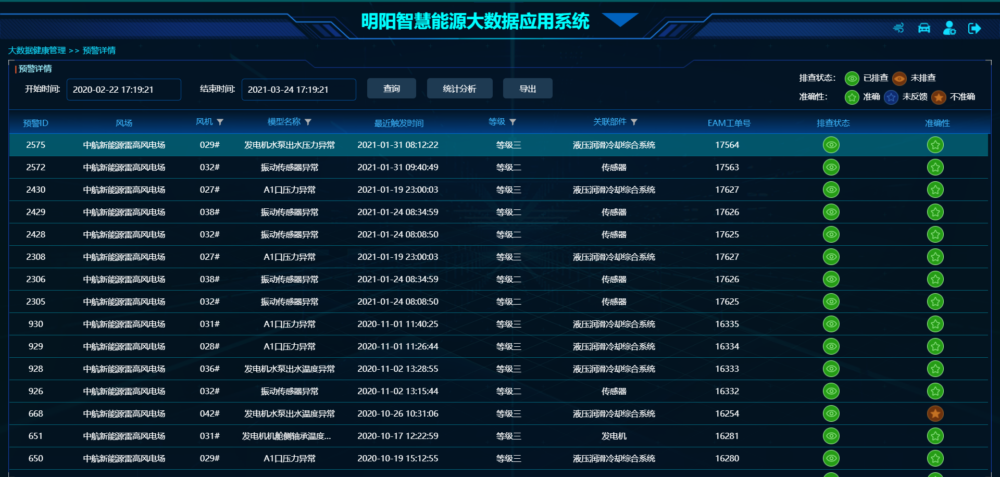 明阳智慧能源大数据应用系统
大数据健康管理 >> 预警详情
预警详情
开始时间: 2020-02-22 17:19:21 结束时间: 2021-03-24 17:19:21 查询 统计分析 导出
排查状态: 已排查 未排查
准确性: 准确 未反馈 不准确
预警ID 风场 风机 模型名称 最近触发时间 等级 关联部件 EAM工单号 排查状态 准确性
2575 中航新能源雷高风电场 029# 发电机水泵出水压力异常 2021-01-31 08:12:22 等级三 液压润滑冷却综合系统 17564
2572 中航新能源雷高风电场 032# 振动传感器异常 2021-01-31 09:40:49 等级二 传感器 17563
2430 中航新能源雷高风电场 027# A1口压力异常 2021-01-19 23:00:03 等级三 液压润滑冷却综合系统 17627
2429 中航新能源雷高风电场 038# 振动传感器异常 2021-01-24 08:34:59 等级二 传感器 17626
2428 中航新能源雷高风电场 032# 振动传感器异常 2021-01-24 08:08:50 等级二 传感器 17625
2308 中航新能源雷高风电场 027# A1口压力异常 2021-01-19 23:00:03 等级三 液压润滑冷却综合系统 17627
2306 中航新能源雷高风电场 038# 振动传感器异常 2021-01-24 08:34:59 等级二 传感器 17626
2305 中航新能源雷高风电场 032# 振动传感器异常 2021-01-24 08:08:50 等级二 传感器 17625
930 中航新能源雷高风电场 031# A1口压力异常 2020-11-01 11:40:25 等级三 液压润滑冷却综合系统 16335
929 中航新能源雷高风电场 028# A1口压力异常 2020-11-01 11:26:44 等级三 液压润滑冷却综合系统 16334
928 中航新能源雷高风电场 036# 发电机水泵出水温度异常 2020-11-02 13:28:55 等级三 液压润滑冷却综合系统 16333
926 中航新能源雷高风电场 032# 振动传感器异常 2020-11-02 13:15:44 等级二 传感器 16332
668 中航新能源雷高风电场 042# 发电机水泵出水温度异常 2020-10-26 10:31:06 等级三 液压润滑冷却综合系统 16254
651 中航新能源雷高风电场 031# 发电机机舱侧轴承温度... 2020-10-17 12:22:59 等级三 发电机 16281
650 中航新能源雷高风电场 029# A1口压力异常 2020-10-19 15:12:55 等级三 液压润滑冷却综合系统 16280